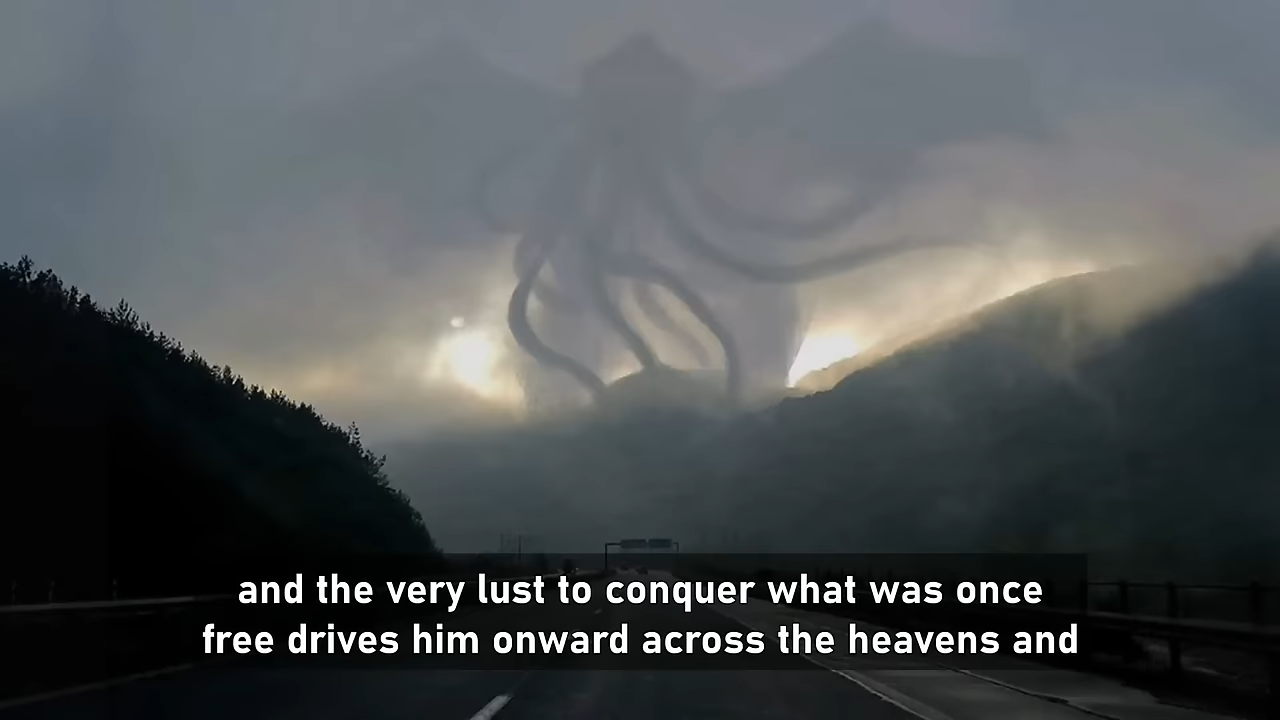 and the very lust to conquer what was once
free drives him onward across the heavens and